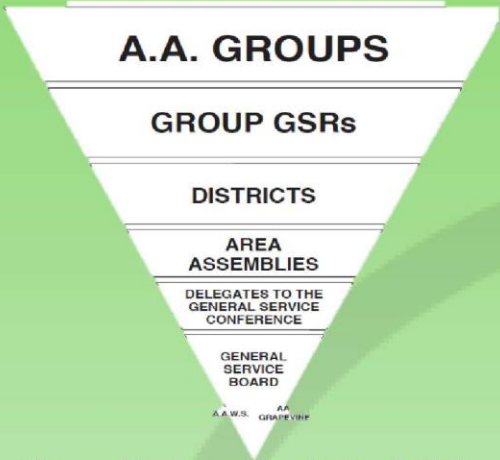 A.A. GROUPS
GROUP GSRs
DISTRICTS
AREA
ASSEMBLIES
DELEGATES TO THE
GENERAL SERVICE
CONFERENCE
GENERAL
SERVICE
BOARD
A.A.W.S. AA
GRAPEVINE